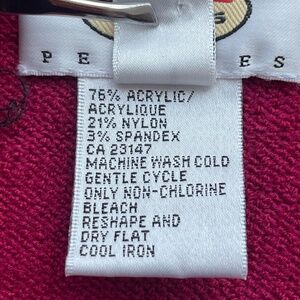 P E E S
76% ACRYLIC/
ACRYLIQUE
21% NYLON
3% SPANDEX
CA 23147
MACHINE WASH COLD
GENTLE CYCLE
ONLY NON-CHLORINE
BLEACH
RESHAPE AND
DRY FLAT
COOL IRON